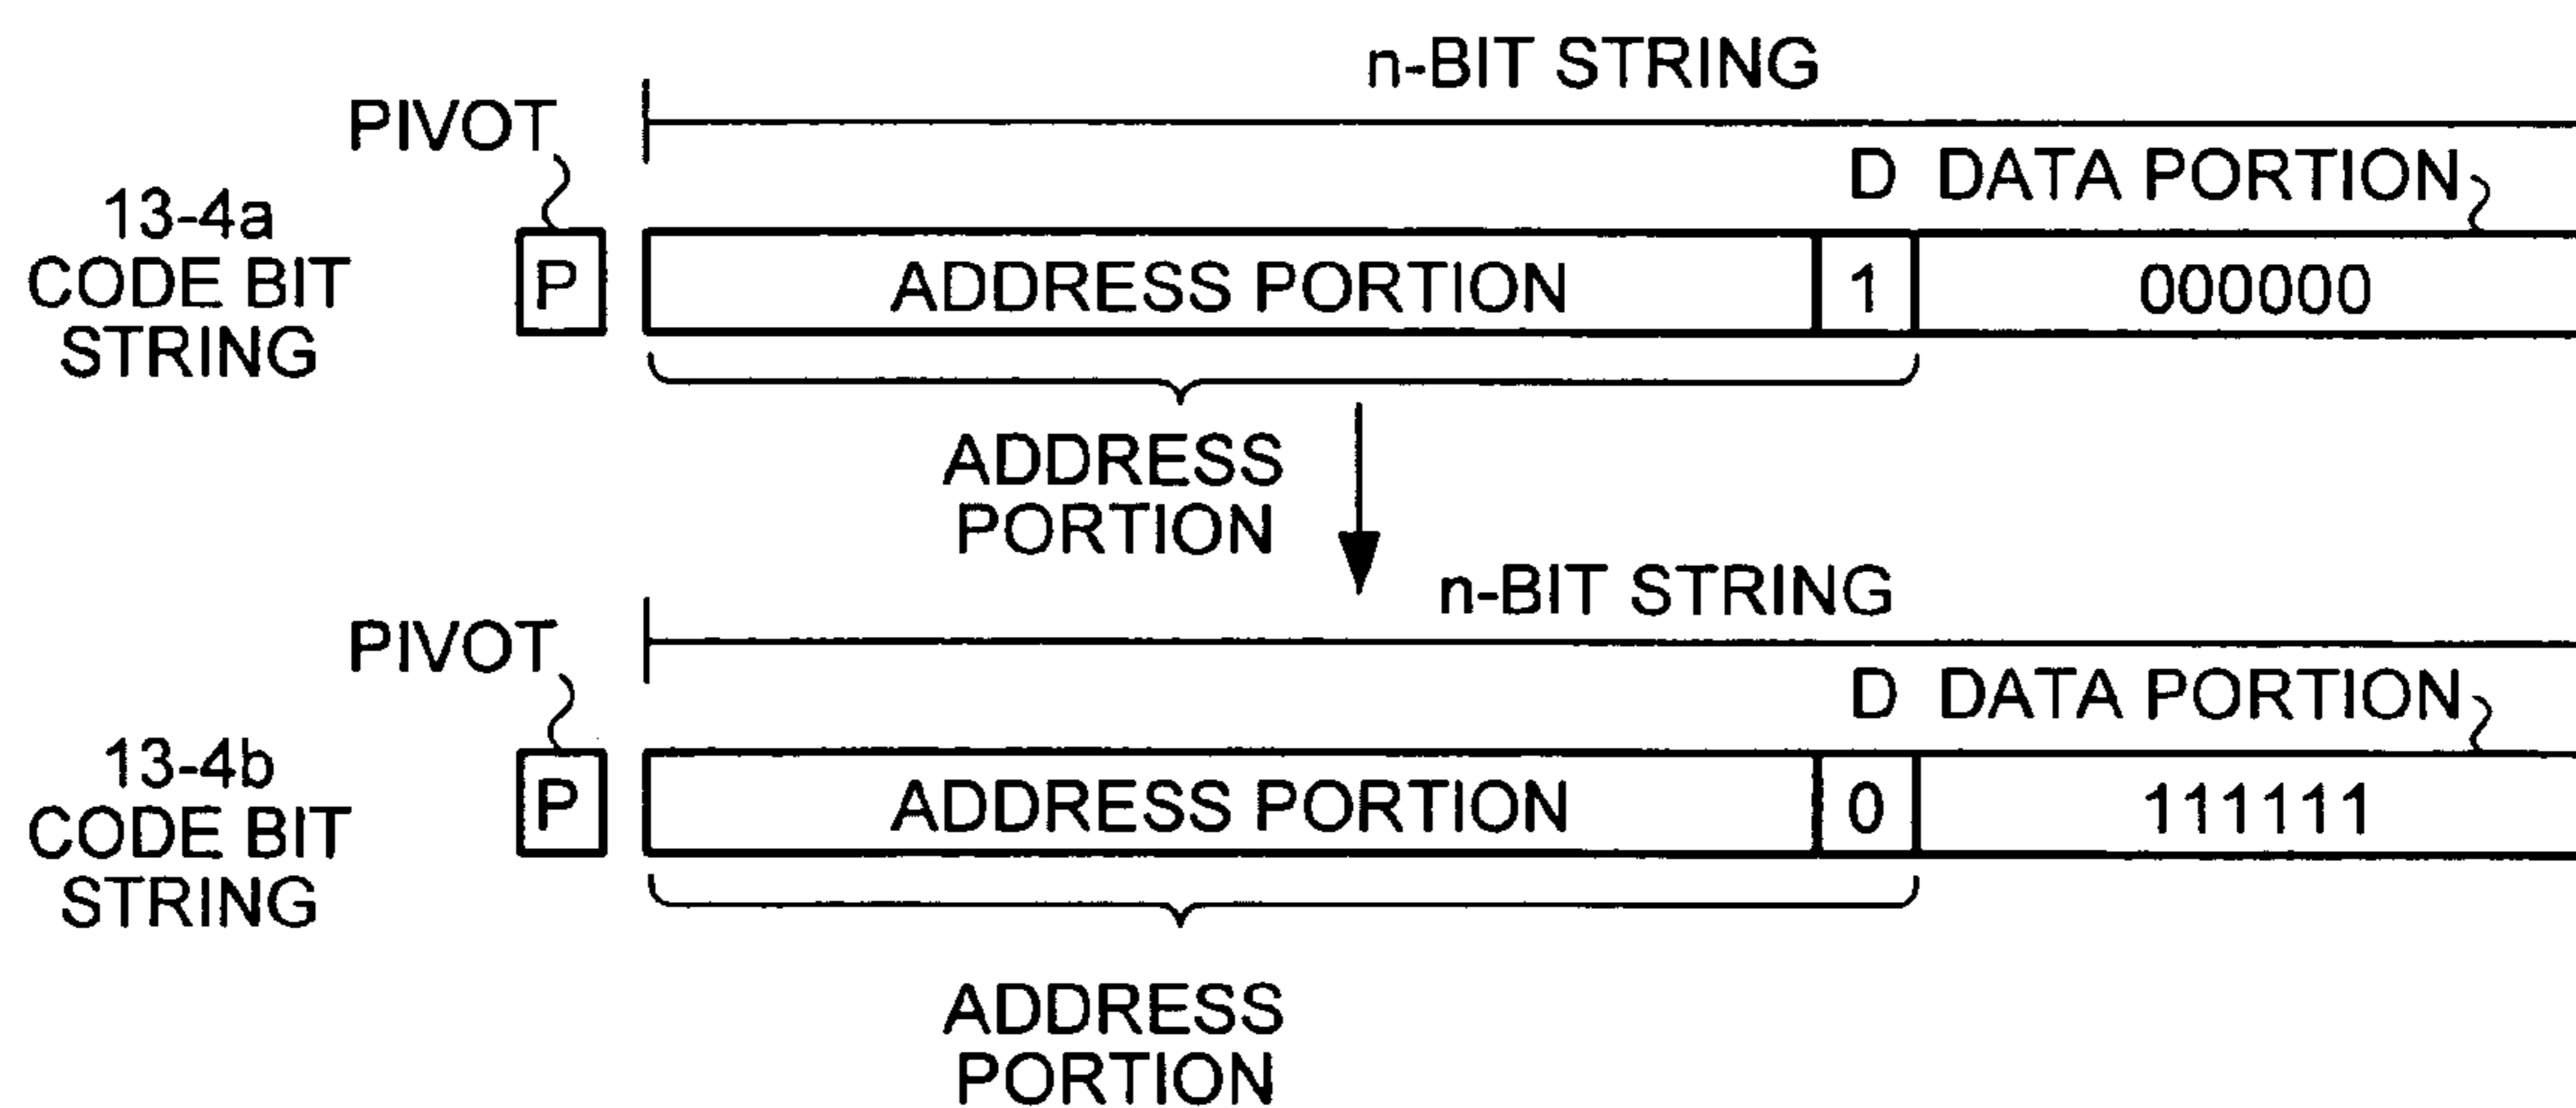 n-BIT STRING
PIVOT
D DATA PORTION
13-4a
CODE BIT
STRING
P
ADDRESS PORTION
1
000000
ADDRESS
PORTION
n-BIT STRING
PIVOT
D DATA PORTION
13-4b
CODE BIT
STRING
P
ADDRESS PORTION
0
111111
ADDRESS
PORTION